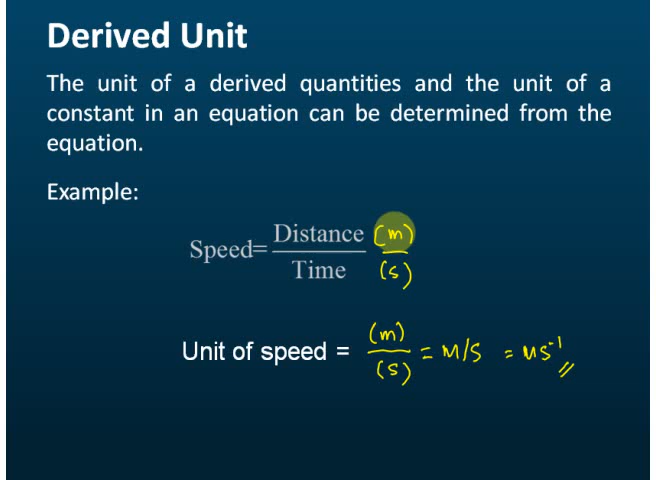 Derived Unit
The unit of a derived quantities and the unit of a
constant in an equation can be determined from the
equation.
Example:
Speed= Distance (m)
Time (s)
Unit of speed = (m) = m/s = ms⁻¹
(s)